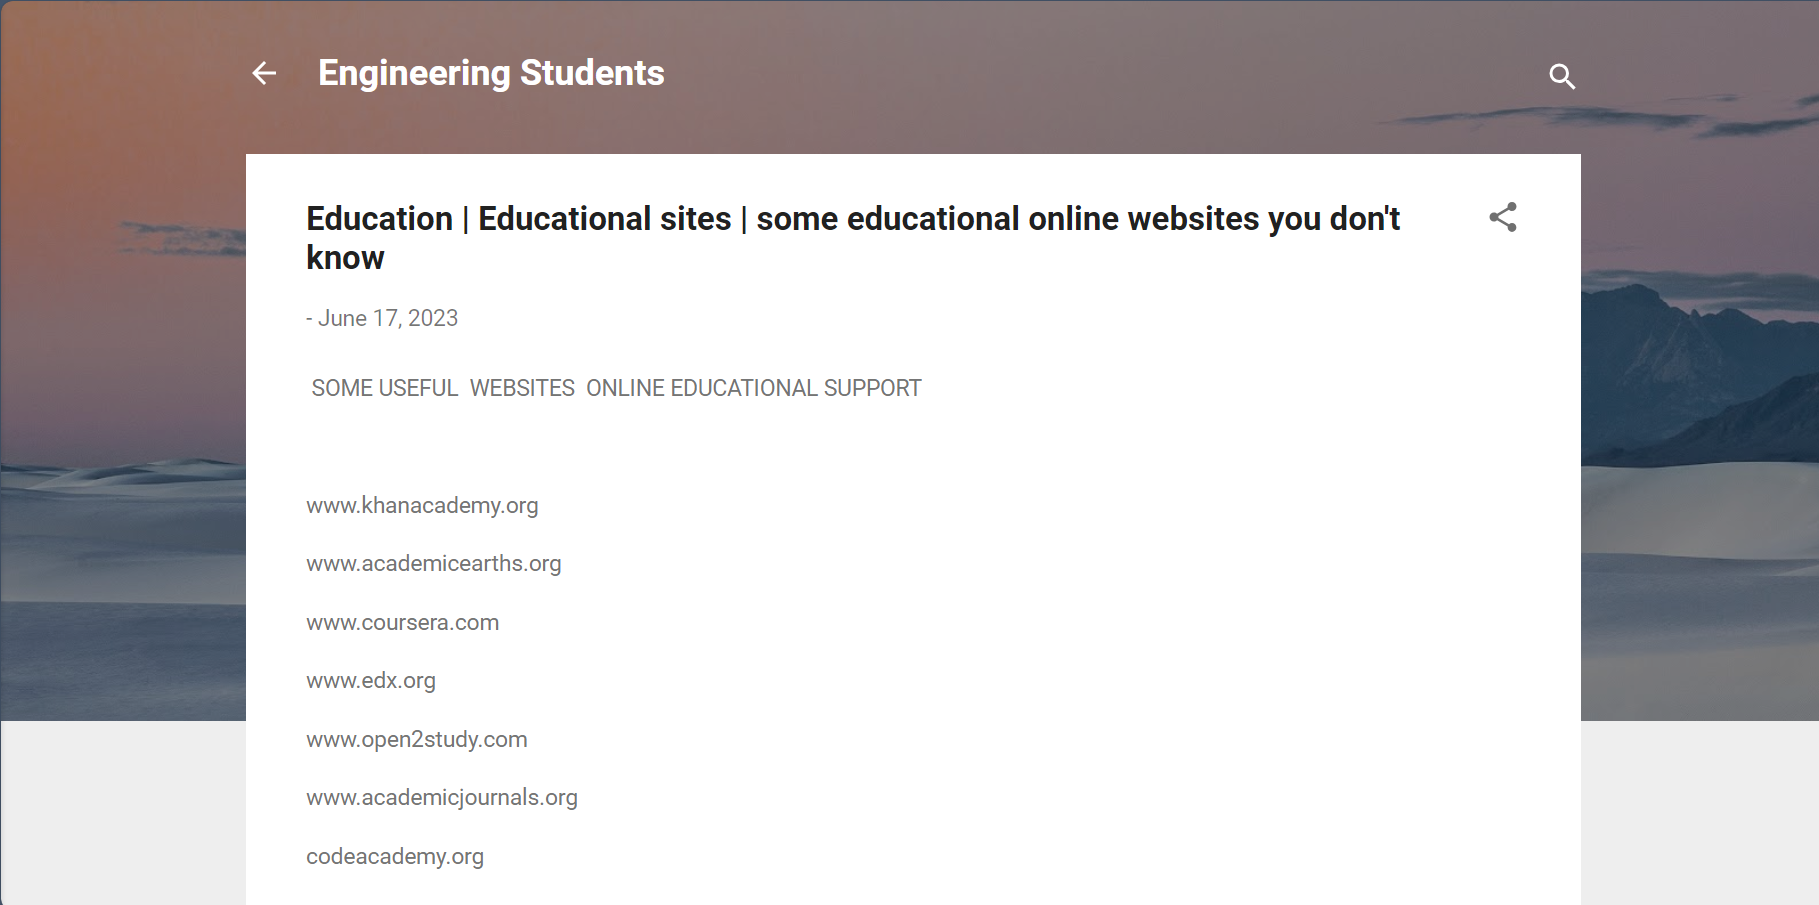 Engineering Students
Education | Educational sites | some educational online websites you don't
know
- June 17, 2023
SOME USEFUL  WEBSITES  ONLINE EDUCATIONAL SUPPORT
www.khanacademy.org
www.academicearths.org
www.coursera.com
www.edx.org
www.open2study.com
www.academicjournals.org
codeacademy.org